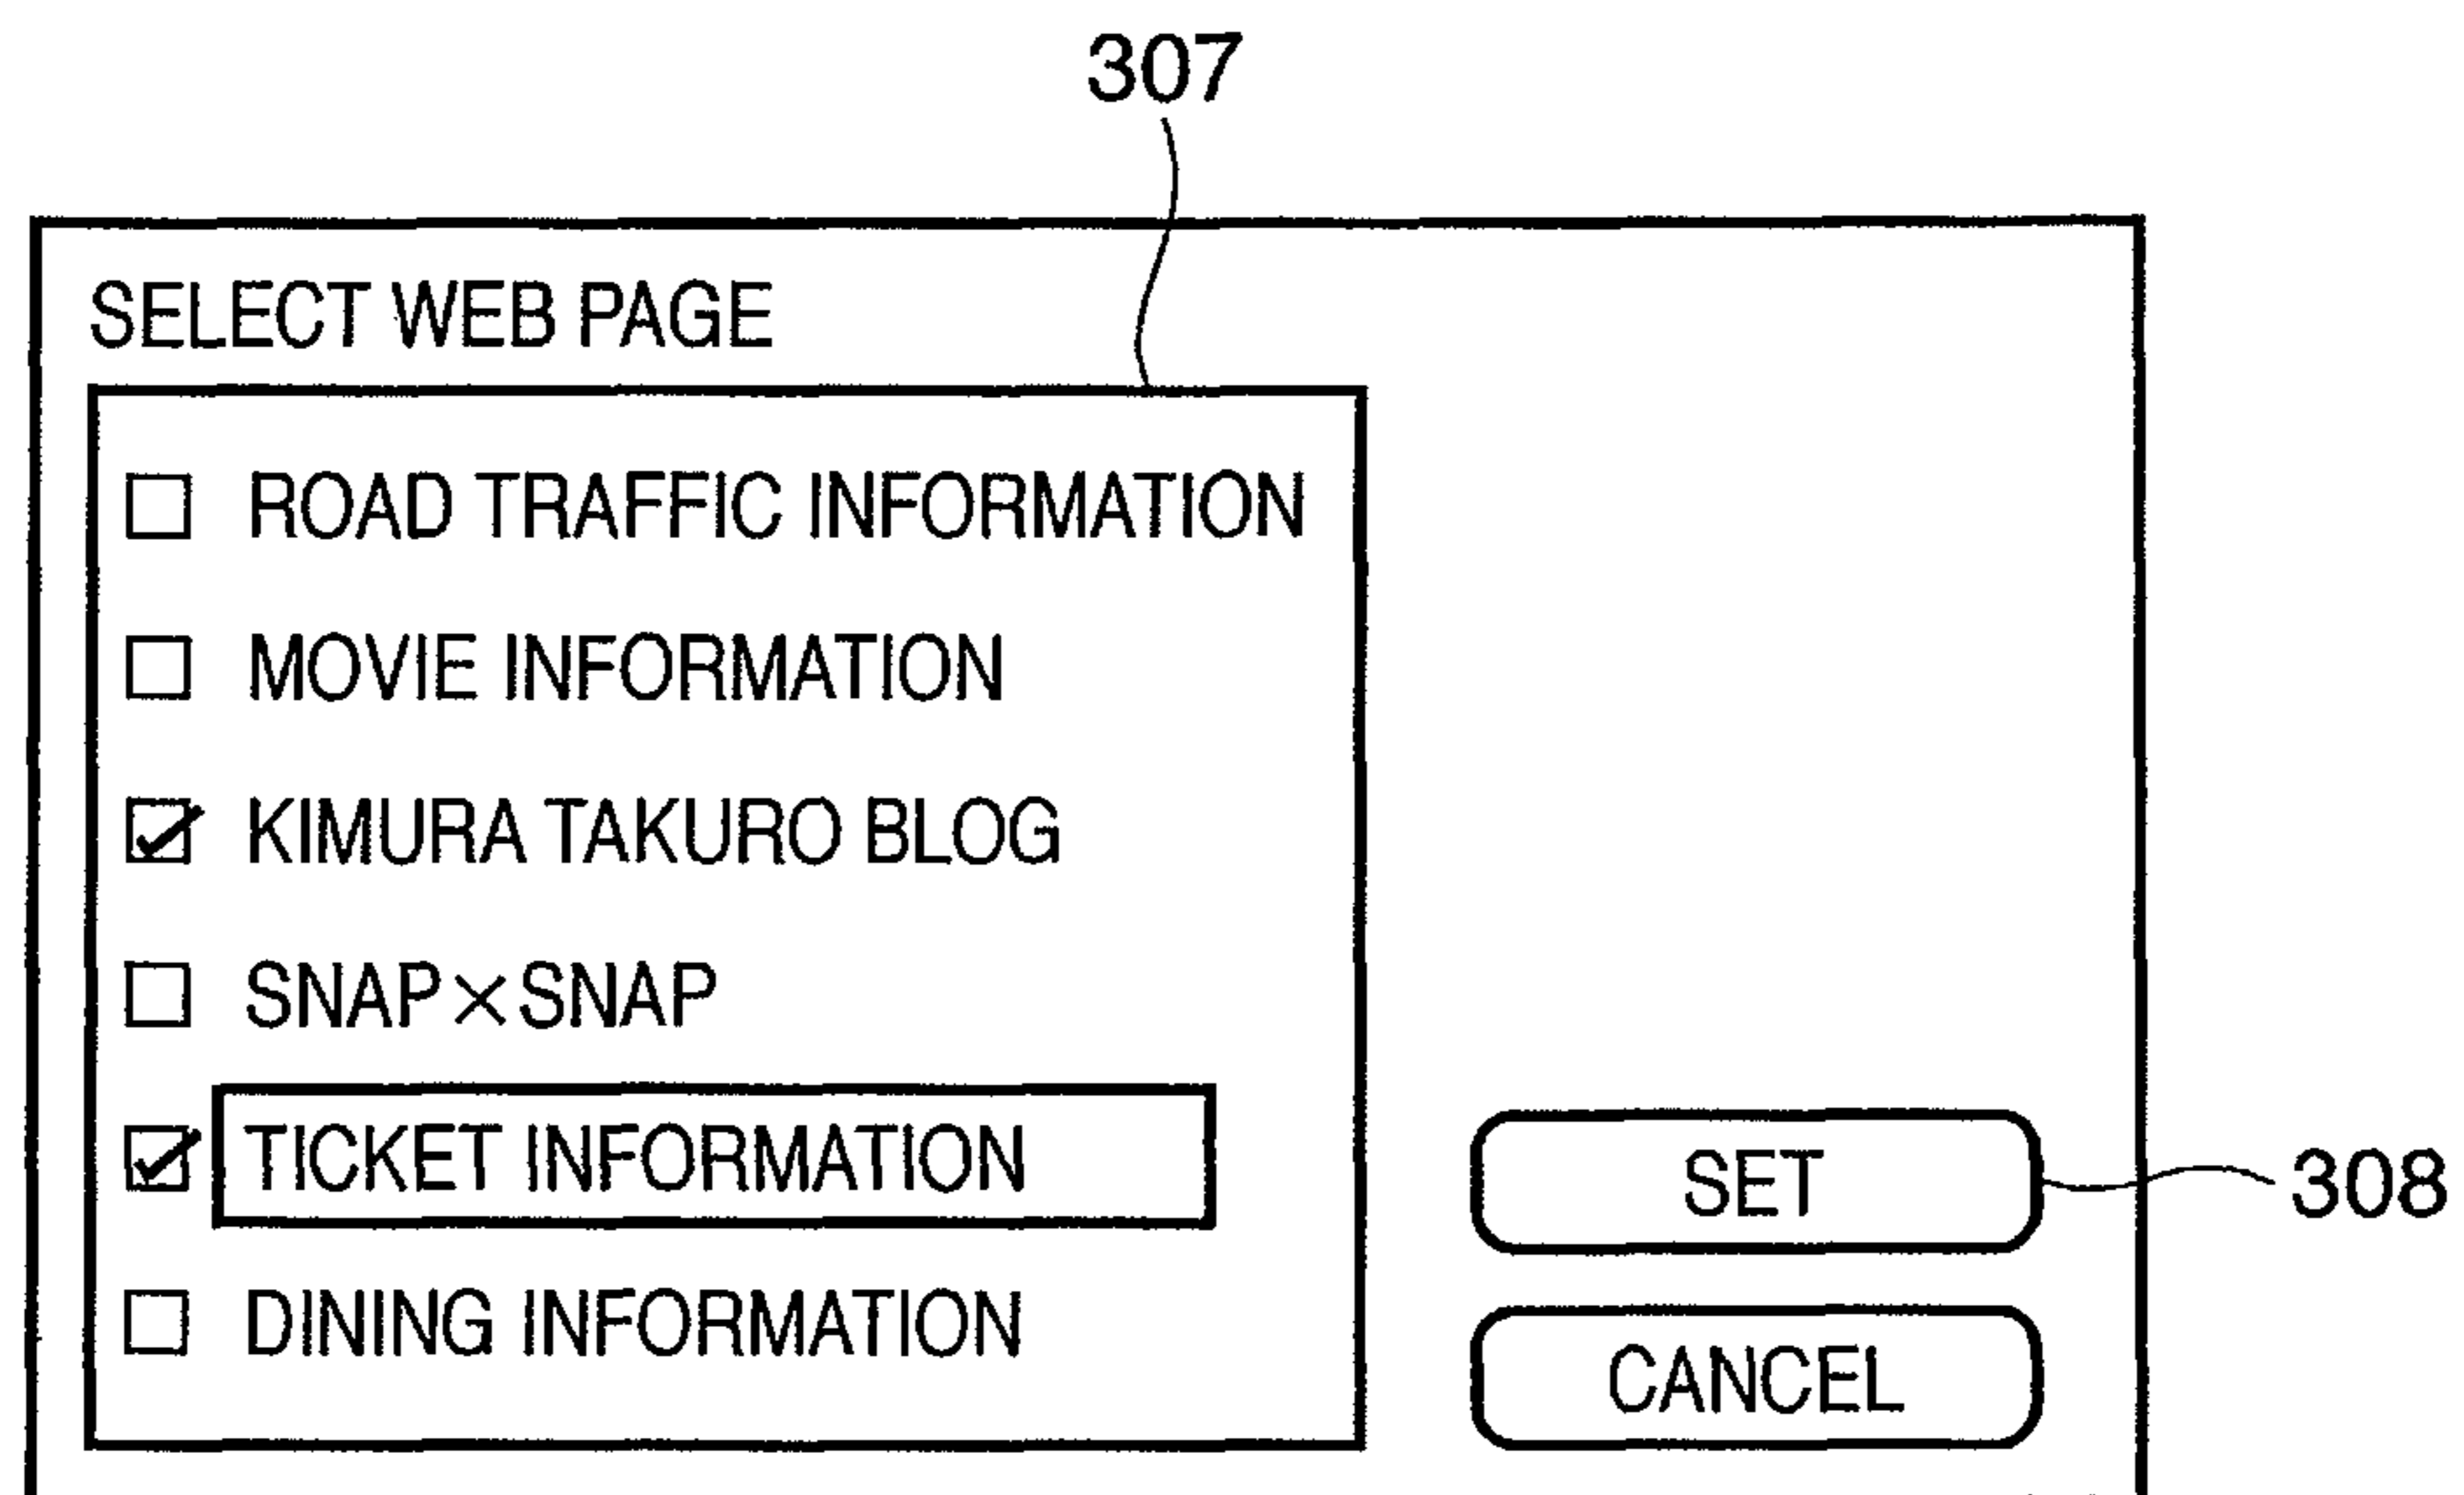 307
SELECT WEB PAGE
ROAD TRAFFIC INFORMATION
MOVIE INFORMATION
KIMURA TAKURO BLOG
SNAP×SNAP
TICKET INFORMATION
DINING INFORMATION
SET
308
CANCEL